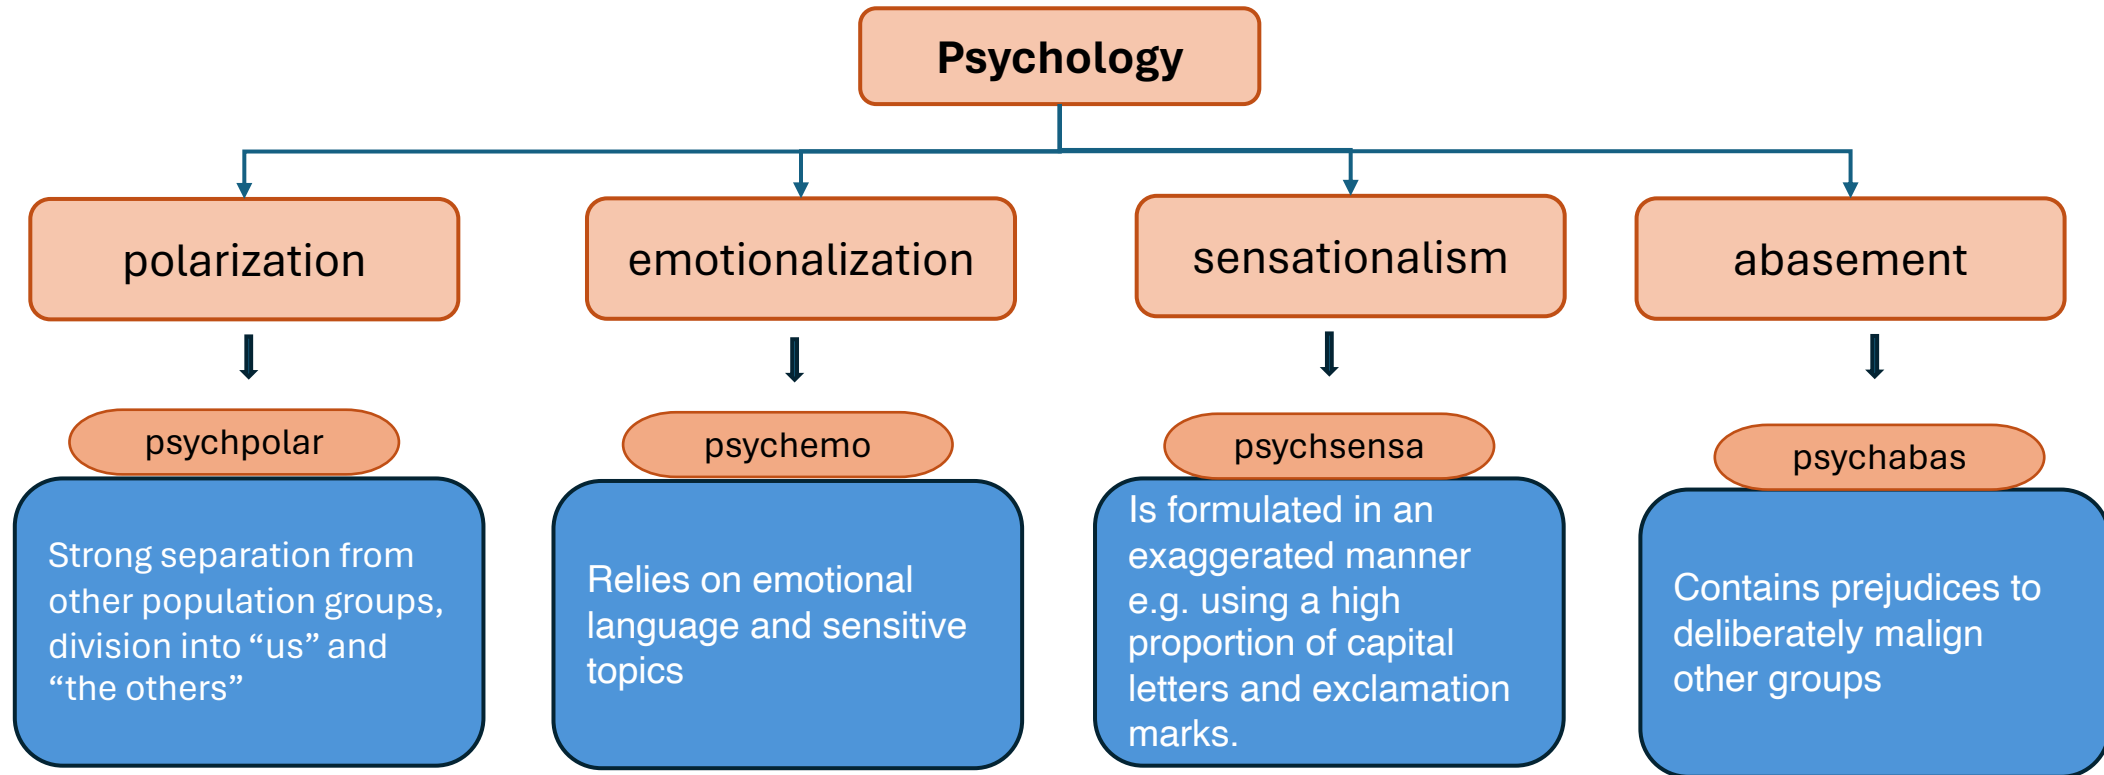 Psychology
polarization
emotionalization
sensationalism
abasement
psychpolar
psychemo
psychsensa
psychabas
Strong separation from
other population groups,
division into “us” and
“the others”
Relies on emotional
language and sensitive
topics
Is formulated in an
exaggerated manner
e.g. using a high
proportion of capital
letters and exclamation
marks.
Contains prejudices to
deliberately malign
other groups